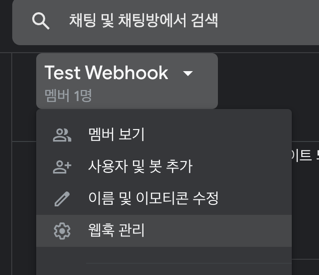 채팅 및 채팅방에서 검색
Test Webhook
멤버 1명
멤버 보기
사용자 및 봇 추가
이트
이름 및 이모티콘 수정
웹훅 관리